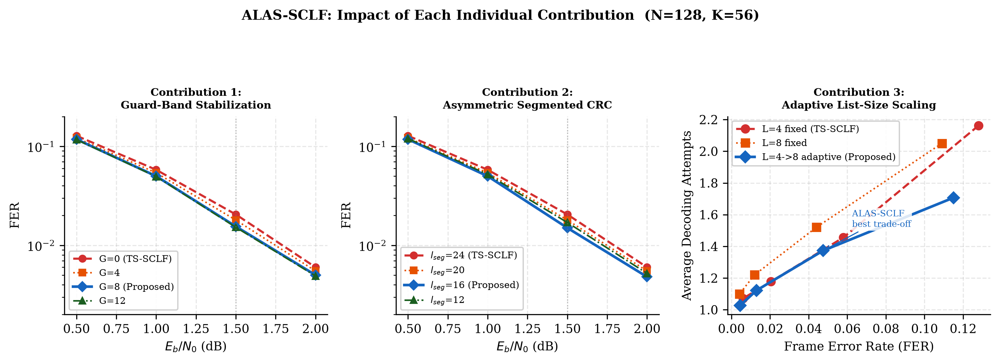 ALAS-SCLF: Impact of Each Individual Contribution  (N=128, K=56)
Contribution 1:
Guard-Band Stabilization
FER
10⁻¹
10⁻²
G=0 (TS-SCLF)
G=4
G=8 (Proposed)
G=12
0.50 0.75 1.00 1.25 1.50 1.75 2.00
E_b/N_0 (dB)
Contribution 2:
Asymmetric Segmented CRC
FER
10⁻¹
10⁻²
l_seg=24 (TS-SCLF)
l_seg=20
l_seg=16 (Proposed)
l_seg=12
0.50 0.75 1.00 1.25 1.50 1.75 2.00
E_b/N_0 (dB)
Contribution 3:
Adaptive List-Size Scaling
Average Decoding Attempts
2.2
2.0
1.8
1.6
1.4
1.2
1.0
L=4 fixed (TS-SCLF)
L=8 fixed
L=4->8 adaptive (Proposed)
ALAS-SCLF
best trade-off
0.00 0.02 0.04 0.06 0.08 0.10 0.12
Frame Error Rate (FER)